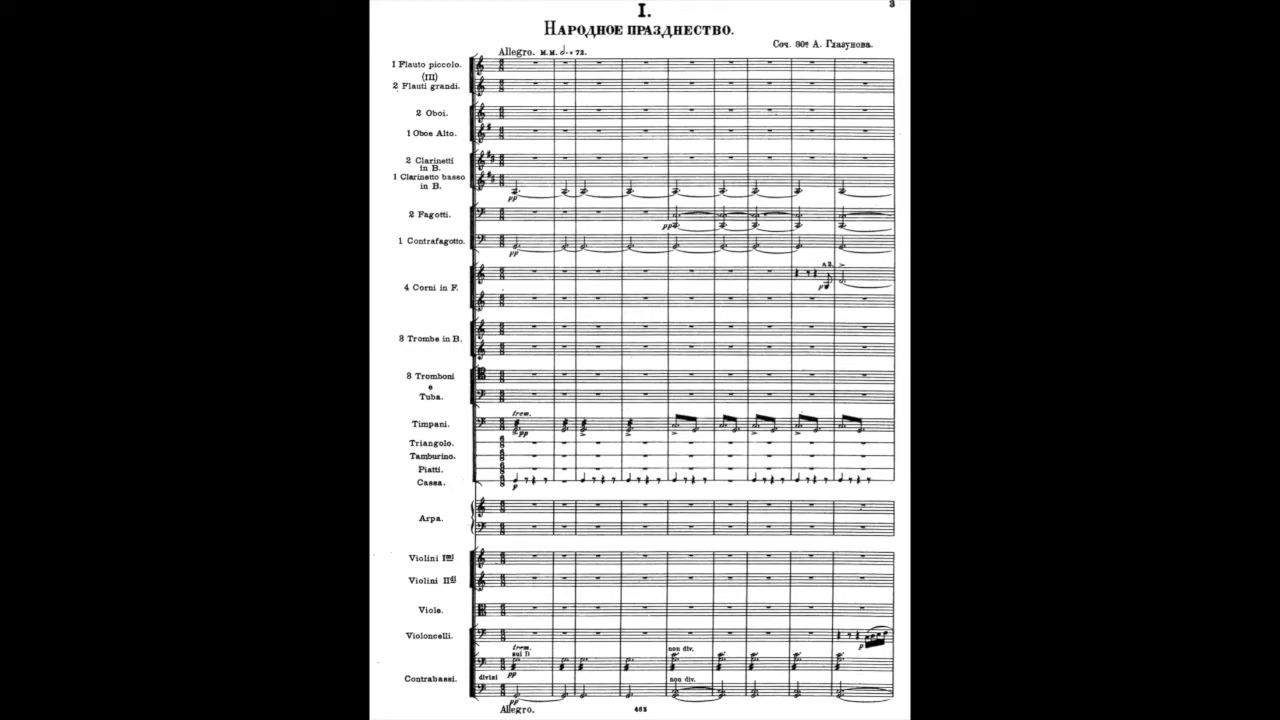 3
I.
Народное празднество.
Соч. 80? А. Глазунова.
Allegro. м.м. = 72.
1 Flauto piccolo.
(III)
2 Flauti grandi.
2 Oboi.
1 Oboe Alto.
2 Clarinetti
in B.
1 Clarinetto basso
in B.
pp
2 Fagotti.
pp
1 Contrafagotto.
pp
a 2.
4 Corni in F.
p
3 Trombe in B.
3 Tromboni
e
Tuba.
trem.
Timpani.
pp
Triangolo.
Tamburino.
Piatti.
Cassa.
p
Arpa.
Violini Imi
Violini IIdi
Viole.
Violoncelli.
p
trem.
sul D
non div.
pp
Contrabassi.
divisi
non div.
pp
Allegro.
463